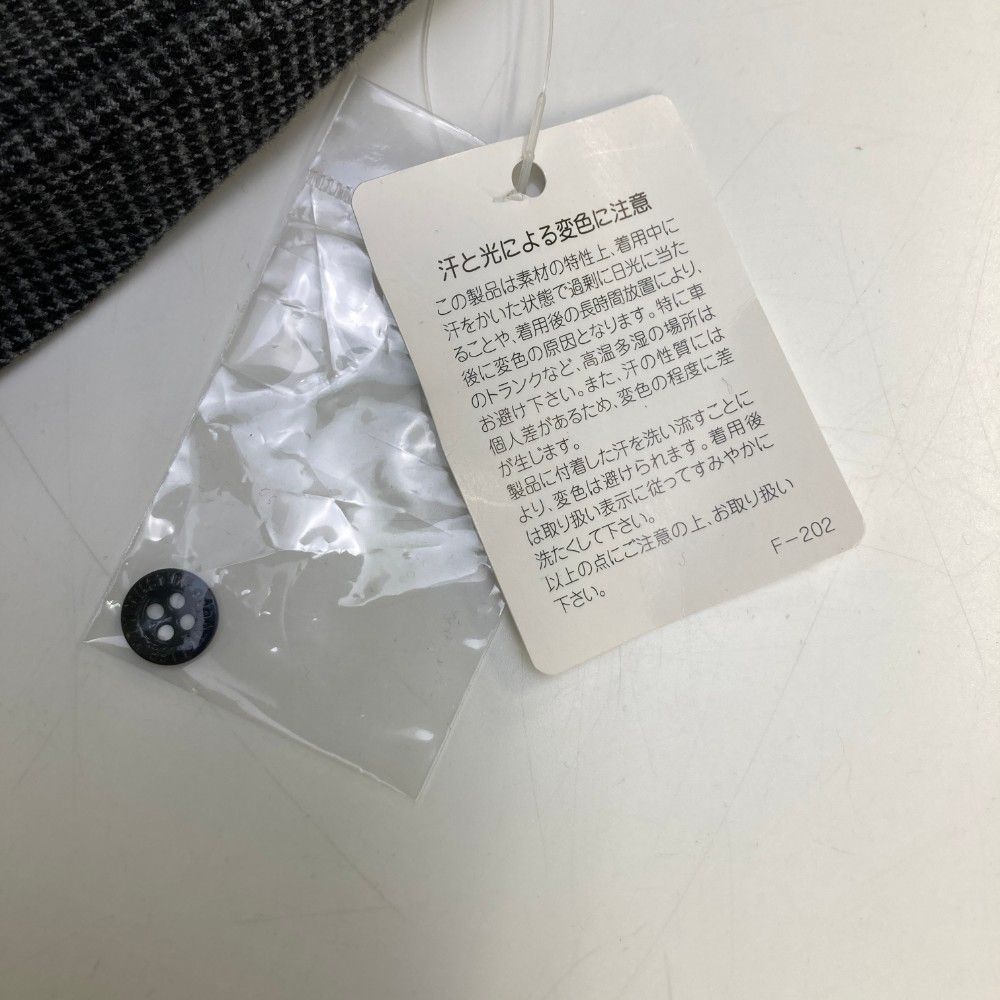 汗と光による変色に注意
この製品は素材の特性上、着用中に
汗をかいた状態で過剰に日光に当た
ることや、着用後の長時間放置により、
後に変色の原因となります。特に車
のトランクなど、高温多湿の場所は
お避け下さい。また、汗の性質には
個人差があるため、変色の程度に差
が生じます。
製品に付着した汗を洗い流すことに
より、変色は避けられます。着用後
は取り扱い表示に従ってすみやかに
洗たくして下さい。
以上の点にご注意の上、お取り扱い
下さい。
F-202